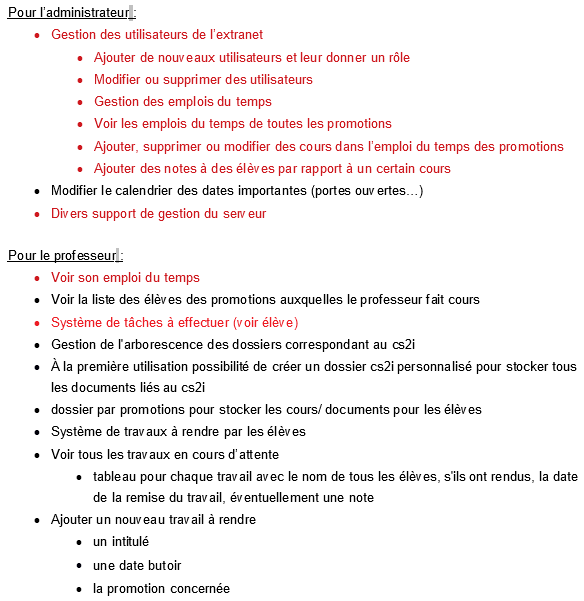 Pour l'administrateur :
• Gestion des utilisateurs de l'extranet
• Ajouter de nouveaux utilisateurs et leur donner un rôle
• Modifier ou supprimer des utilisateurs
• Gestion des emplois du temps
• Voir les emplois du temps de toutes les promotions
• Ajouter, supprimer ou modifier des cours dans l'emploi du temps des promotions
• Ajouter des notes à des élèves par rapport à un certain cours
• Modifier le calendrier des dates importantes (portes ouvertes…)
• Divers support de gestion du serveur
Pour le professeur :
• Voir son emploi du temps
• Voir la liste des élèves des promotions auxquelles le professeur fait cours
• Système de tâches à effectuer (voir élève)
• Gestion de l'arborescence des dossiers correspondant au cs2i
• À la première utilisation possibilité de créer un dossier cs2i personnalisé pour stocker tous
les documents liés au cs2i
• dossier par promotions pour stocker les cours/ documents pour les élèves
• Système de travaux à rendre par les élèves
• Voir tous les travaux en cours d'attente
• tableau pour chaque travail avec le nom de tous les élèves, s'ils ont rendus, la date
de la remise du travail, éventuellement une note
• Ajouter un nouveau travail à rendre
• un intitulé
• une date butoir
• la promotion concernée